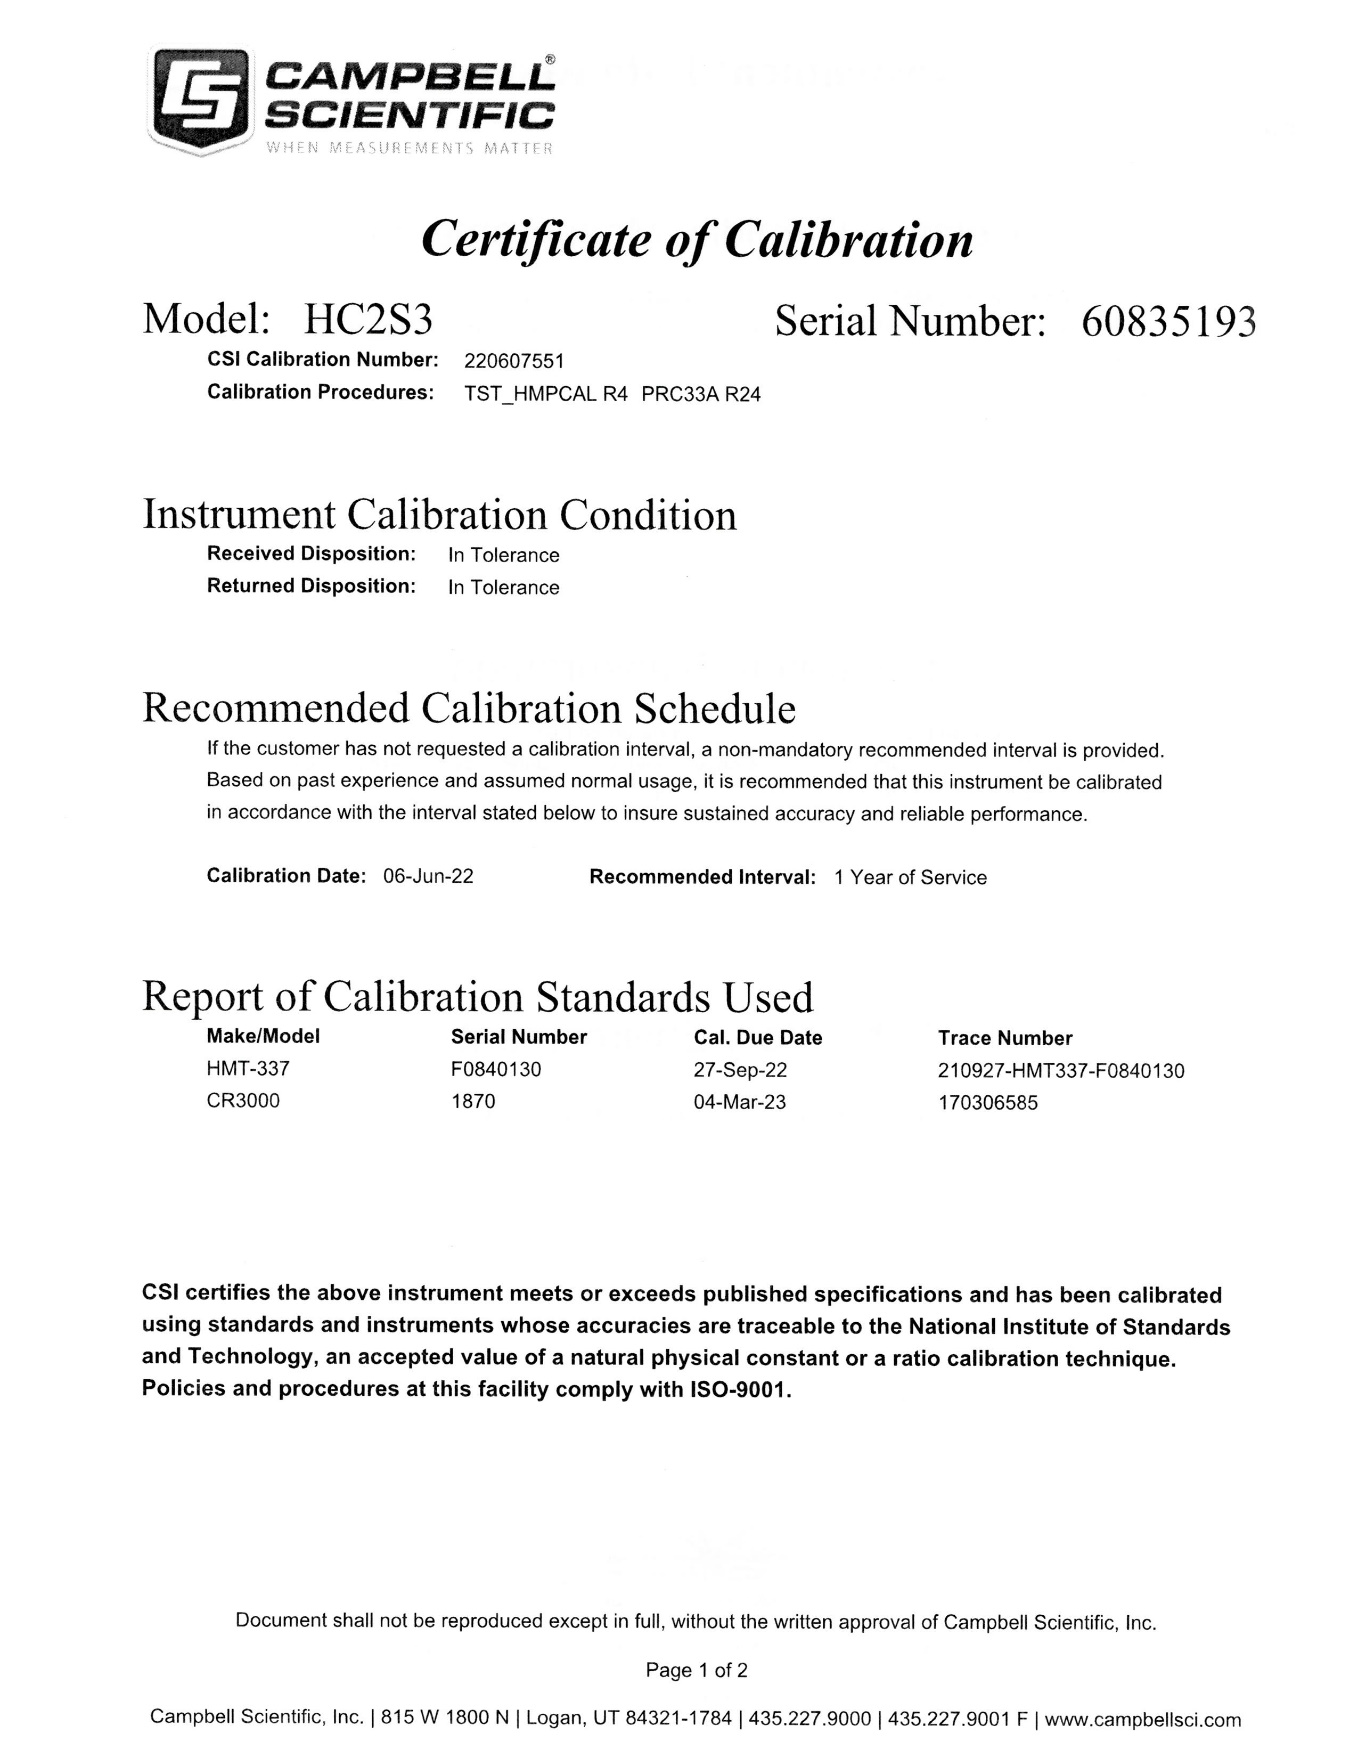 CAMPBELL®
SCIENTIFIC
WHEN MEASUREMENTS MATTER
Certificate of Calibration
Model: HC2S3 Serial Number: 60835193
CSI Calibration Number: 220607551
Calibration Procedures: TST_HMPCAL R4 PRC33A R24
Instrument Calibration Condition
Received Disposition: In Tolerance
Returned Disposition: In Tolerance
Recommended Calibration Schedule
If the customer has not requested a calibration interval, a non-mandatory recommended interval is provided.
Based on past experience and assumed normal usage, it is recommended that this instrument be calibrated
in accordance with the interval stated below to insure sustained accuracy and reliable performance.
Calibration Date: 06-Jun-22 Recommended Interval: 1 Year of Service
Report of Calibration Standards Used
Make/Model Serial Number Cal. Due Date Trace Number
HMT-337 F0840130 27-Sep-22 210927-HMT337-F0840130
CR3000 1870 04-Mar-23 170306585
CSI certifies the above instrument meets or exceeds published specifications and has been calibrated
using standards and instruments whose accuracies are traceable to the National Institute of Standards
and Technology, an accepted value of a natural physical constant or a ratio calibration technique.
Policies and procedures at this facility comply with ISO-9001.
Document shall not be reproduced except in full, without the written approval of Campbell Scientific, Inc.
Page 1 of 2
Campbell Scientific, Inc. | 815 W 1800 N | Logan, UT 84321-1784 | 435.227.9000 | 435.227.9001 F | www.campbellsci.com